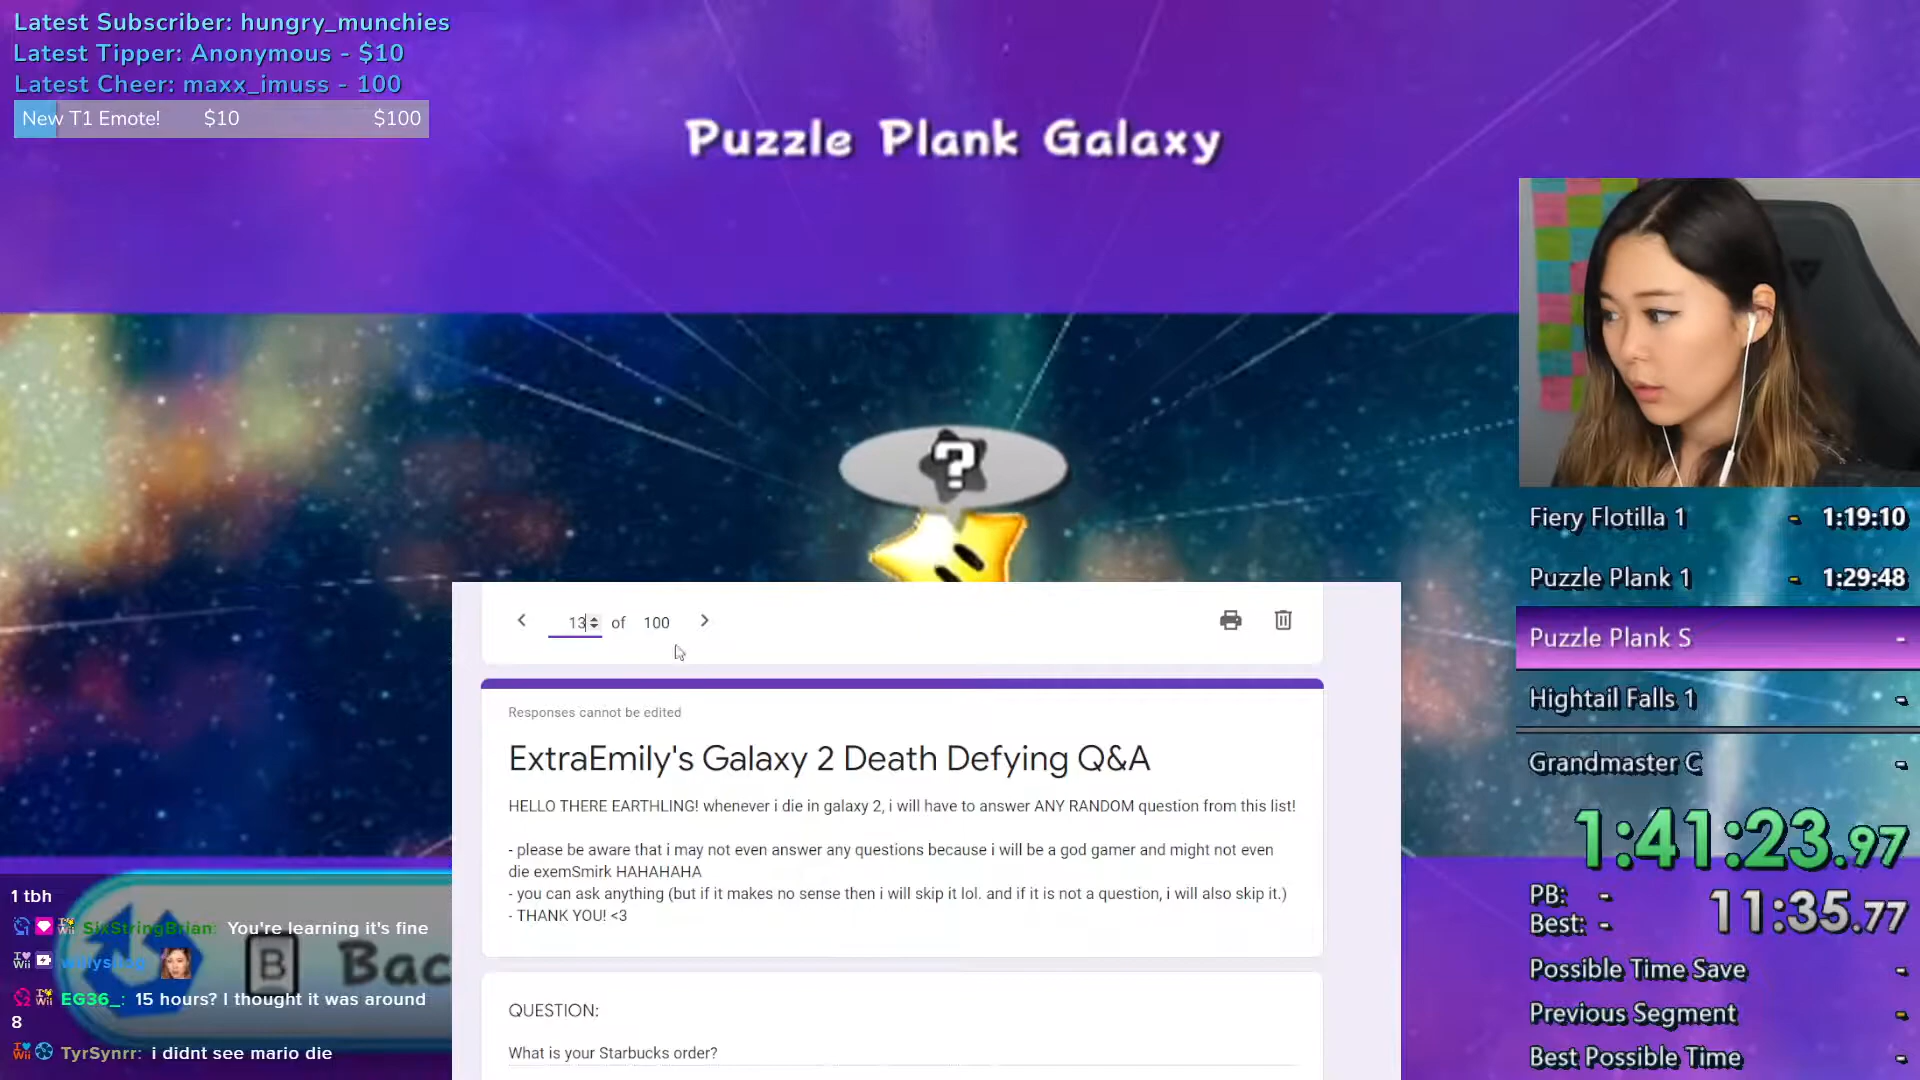 Latest Subscriber: hungry_munchies
Latest Tipper: Anonymous - $10
Latest Cheer: maxx_imuss - 100
New T1 Emote! $10 $100
Puzzle Plank Galaxy
?
Fiery Flotilla 1 - 1:19:10
Puzzle Plank 1 - 1:29:48
Puzzle Plank S -
Hightail Falls 1 -
Grandmaster C -
1:41:23.97
PB: -
Best: -
11:35.77
Possible Time Save -
Previous Segment -
Best Possible Time -
13 of 100
Responses cannot be edited
ExtraEmily's Galaxy 2 Death Defying Q&A
HELLO THERE EARTHLING! whenever i die in galaxy 2, i will have to answer ANY RANDOM question from this list!
- please be aware that i may not even answer any questions because i will be a god gamer and might not even
die exemSmirk HAHAHAHA
- you can ask anything (but if it makes no sense then i will skip it lol. and if it is not a question, i will also skip it.)
- THANK YOU! <3
QUESTION:
What is your Starbucks order?
1 tbh
SixStringBrian: You're learning it's fine
EG36_: 15 hours? I thought it was around
8
TyrSynrr: i didnt see mario die
B Bac